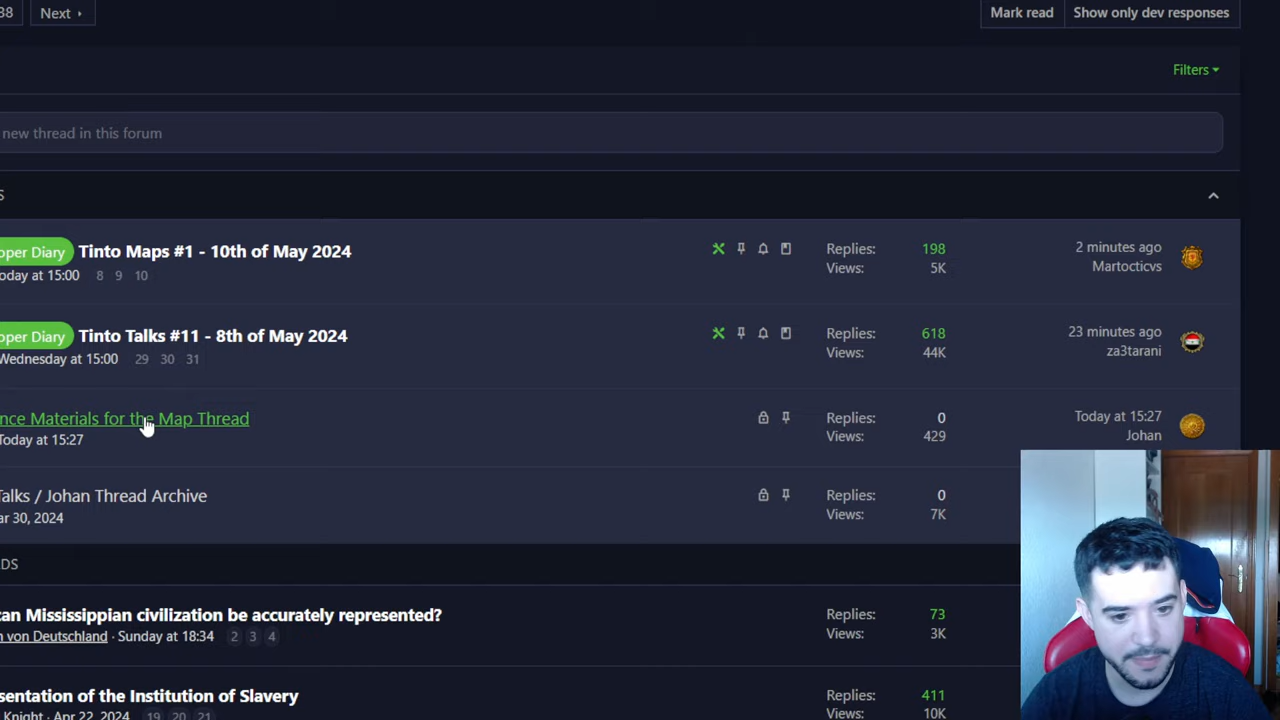 38 Next ›
Mark read Show only dev responses
Filters
new thread in this forum
S
oper Diary Tinto Maps #1 - 10th of May 2024
oday at 15:00 8 9 10
Replies: 198
Views: 5K
2 minutes ago
Martocticvs
oper Diary Tinto Talks #11 - 8th of May 2024
Wednesday at 15:00 29 30 31
Replies: 618
Views: 44K
23 minutes ago
za3tarani
nce Materials for the Map Thread
Today at 15:27
Replies: 0
Views: 429
Today at 15:27
Johan
Talks / Johan Thread Archive
ar 30, 2024
Replies: 0
Views: 7K
DS
can Mississippian civilization be accurately represented?
n von Deutschland · Sunday at 18:34 2 3 4
Replies: 73
Views: 3K
sentation of the Institution of Slavery
Knight · Apr 22, 2024 19 20 21
Replies: 411
Views: 10K